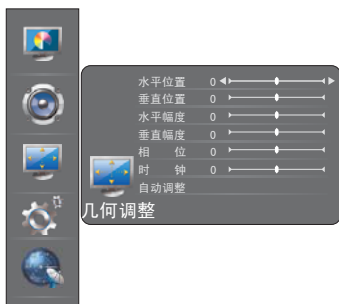 水平位置 0
垂直位置 0
水平幅度 0
垂直幅度 0
相 位 0
时 钟 0
自动调整
几何调整